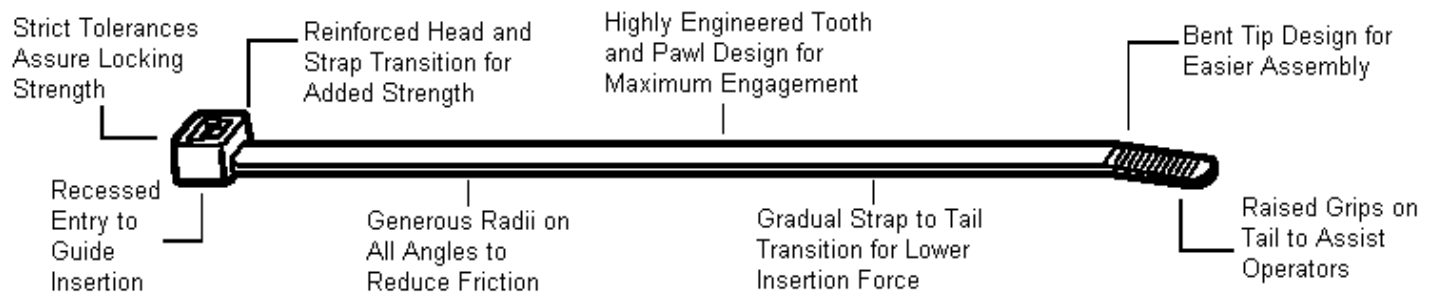 Strict Tolerances
Assure Locking
Strength
Reinforced Head and
Strap Transition for
Added Strength
Highly Engineered Tooth
and Pawl Design for
Maximum Engagement
Bent Tip Design for
Easier Assembly
Recessed
Entry to
Guide
Insertion
Generous Radii on
All Angles to
Reduce Friction
Gradual Strap to Tail
Transition for Lower
Insertion Force
Raised Grips on
Tail to Assist
Operators